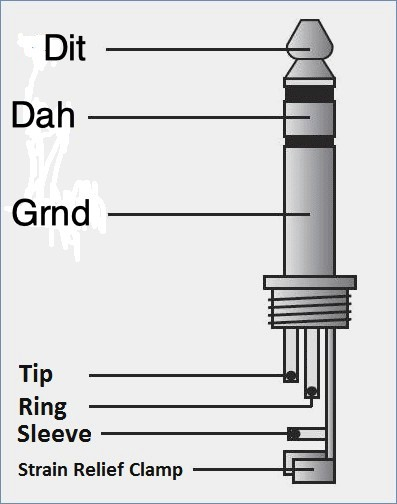 Dit
Dah
Grnd
Tip
Ring
Sleeve
Strain Relief Clamp